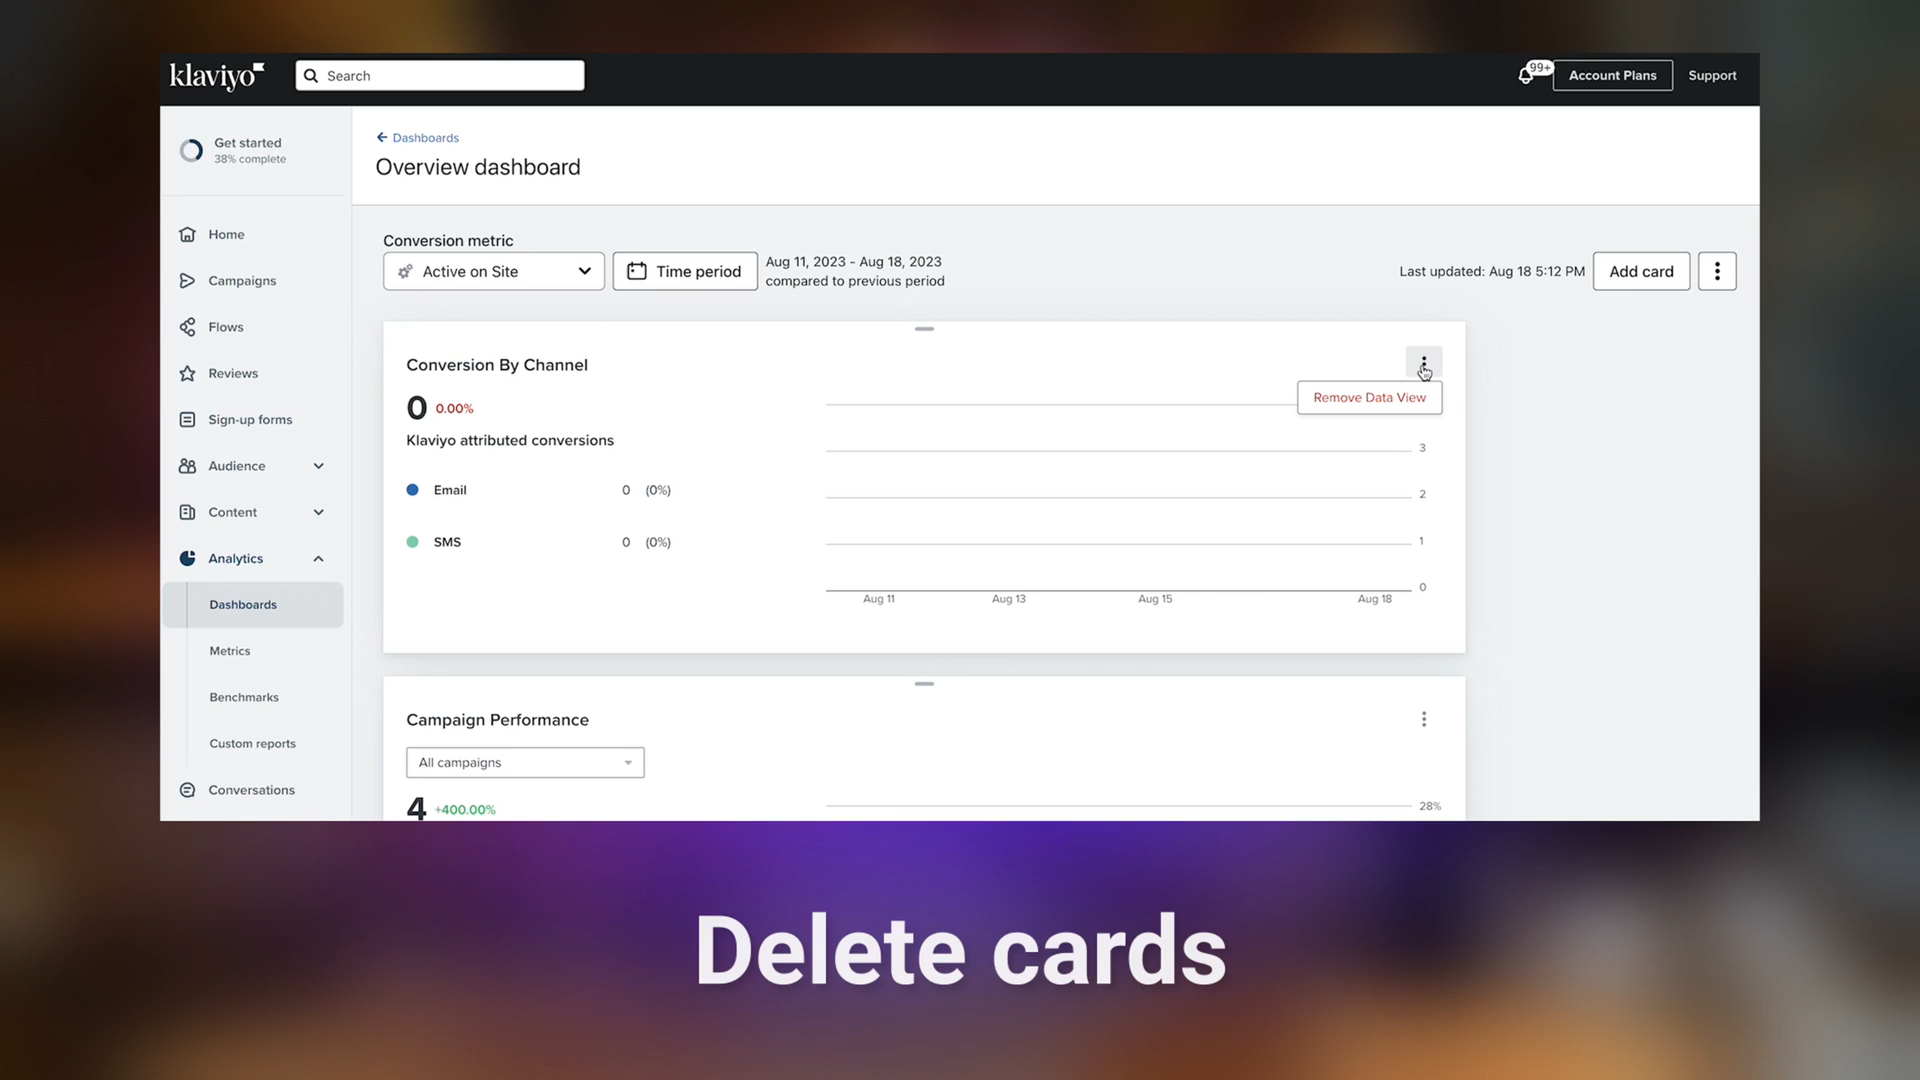 klaviyo
Search
99+
Account Plans
Support
Get started
38% complete
Home
Campaigns
Flows
Reviews
Sign-up forms
Audience
Content
Analytics
Dashboards
Metrics
Benchmarks
Custom reports
Conversations
Dashboards
Overview dashboard
Conversion metric
Active on Site
Time period
Aug 11, 2023 - Aug 18, 2023
compared to previous period
Last updated: Aug 18 5:12 PM
Add card
Conversion By Channel
Remove Data View
0 0.00%
Klaviyo attributed conversions
Email 0 (0%)
SMS 0 (0%)
3
2
1
0
Aug 11 Aug 13 Aug 15 Aug 18
Campaign Performance
All campaigns
4 +400.00%
28%
Delete cards